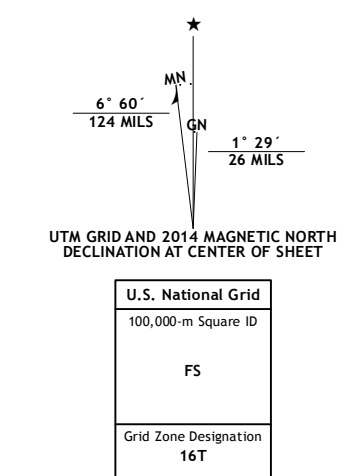 ★
MN
GN
6° 60´
124 MILS
1° 29´
26 MILS
UTM GRID AND 2014 MAGNETIC NORTH
DECLINATION AT CENTER OF SHEET
U.S. National Grid
100,000-m Square ID
FS
Grid Zone Designation
16T